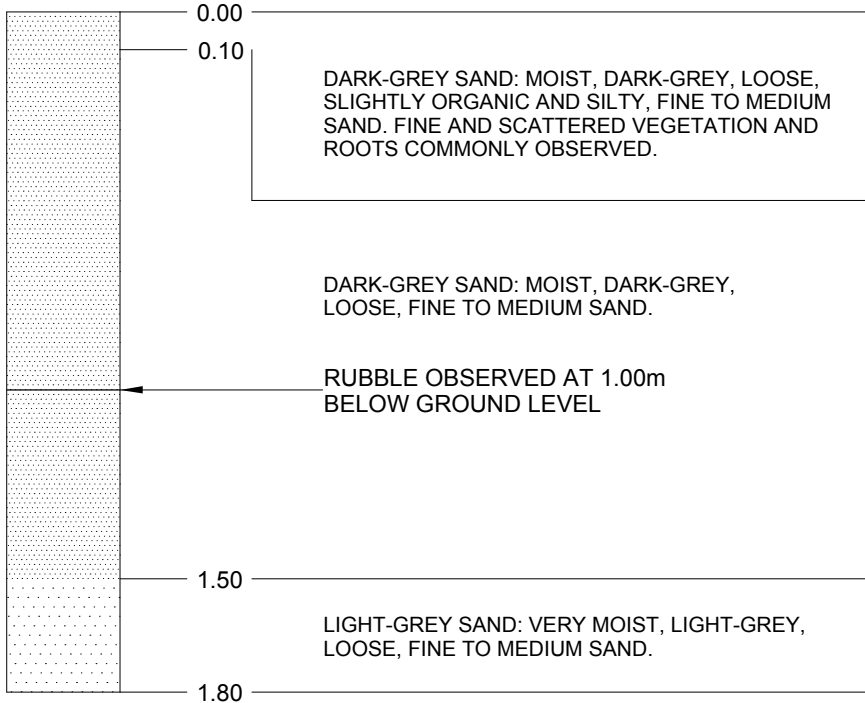 0.00
0.10
DARK-GREY SAND: MOIST, DARK-GREY, LOOSE,
SLIGHTLY ORGANIC AND SILTY, FINE TO MEDIUM
SAND. FINE AND SCATTERED VEGETATION AND
ROOTS COMMONLY OBSERVED.
DARK-GREY SAND: MOIST, DARK-GREY,
LOOSE, FINE TO MEDIUM SAND.
RUBBLE OBSERVED AT 1.00m
BELOW GROUND LEVEL
1.50
LIGHT-GREY SAND: VERY MOIST, LIGHT-GREY,
LOOSE, FINE TO MEDIUM SAND.
1.80